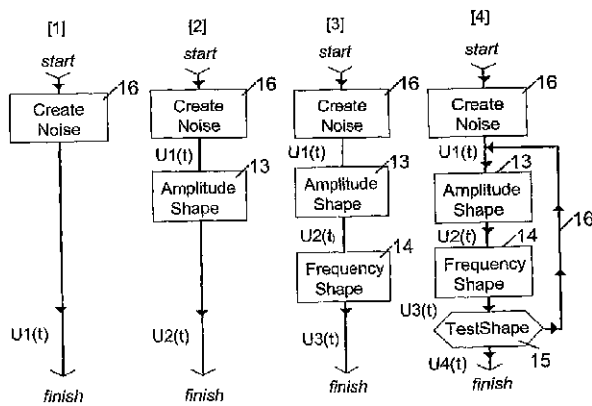 [1]
start
16
Create
Noise
U1(t)
finish
[2]
start
16
Create
Noise
U1(t)
13
Amplitude
Shape
U2(t)
finish
[3]
start
16
Create
Noise
U1(t)
13
Amplitude
Shape
U2(t)
14
Frequency
Shape
U3(t)
finish
[4]
start
16
Create
Noise
U1(t)
13
Amplitude
Shape
16
U2(t)
14
Frequency
Shape
U3(t)
TestShape
15
U4(t)
finish